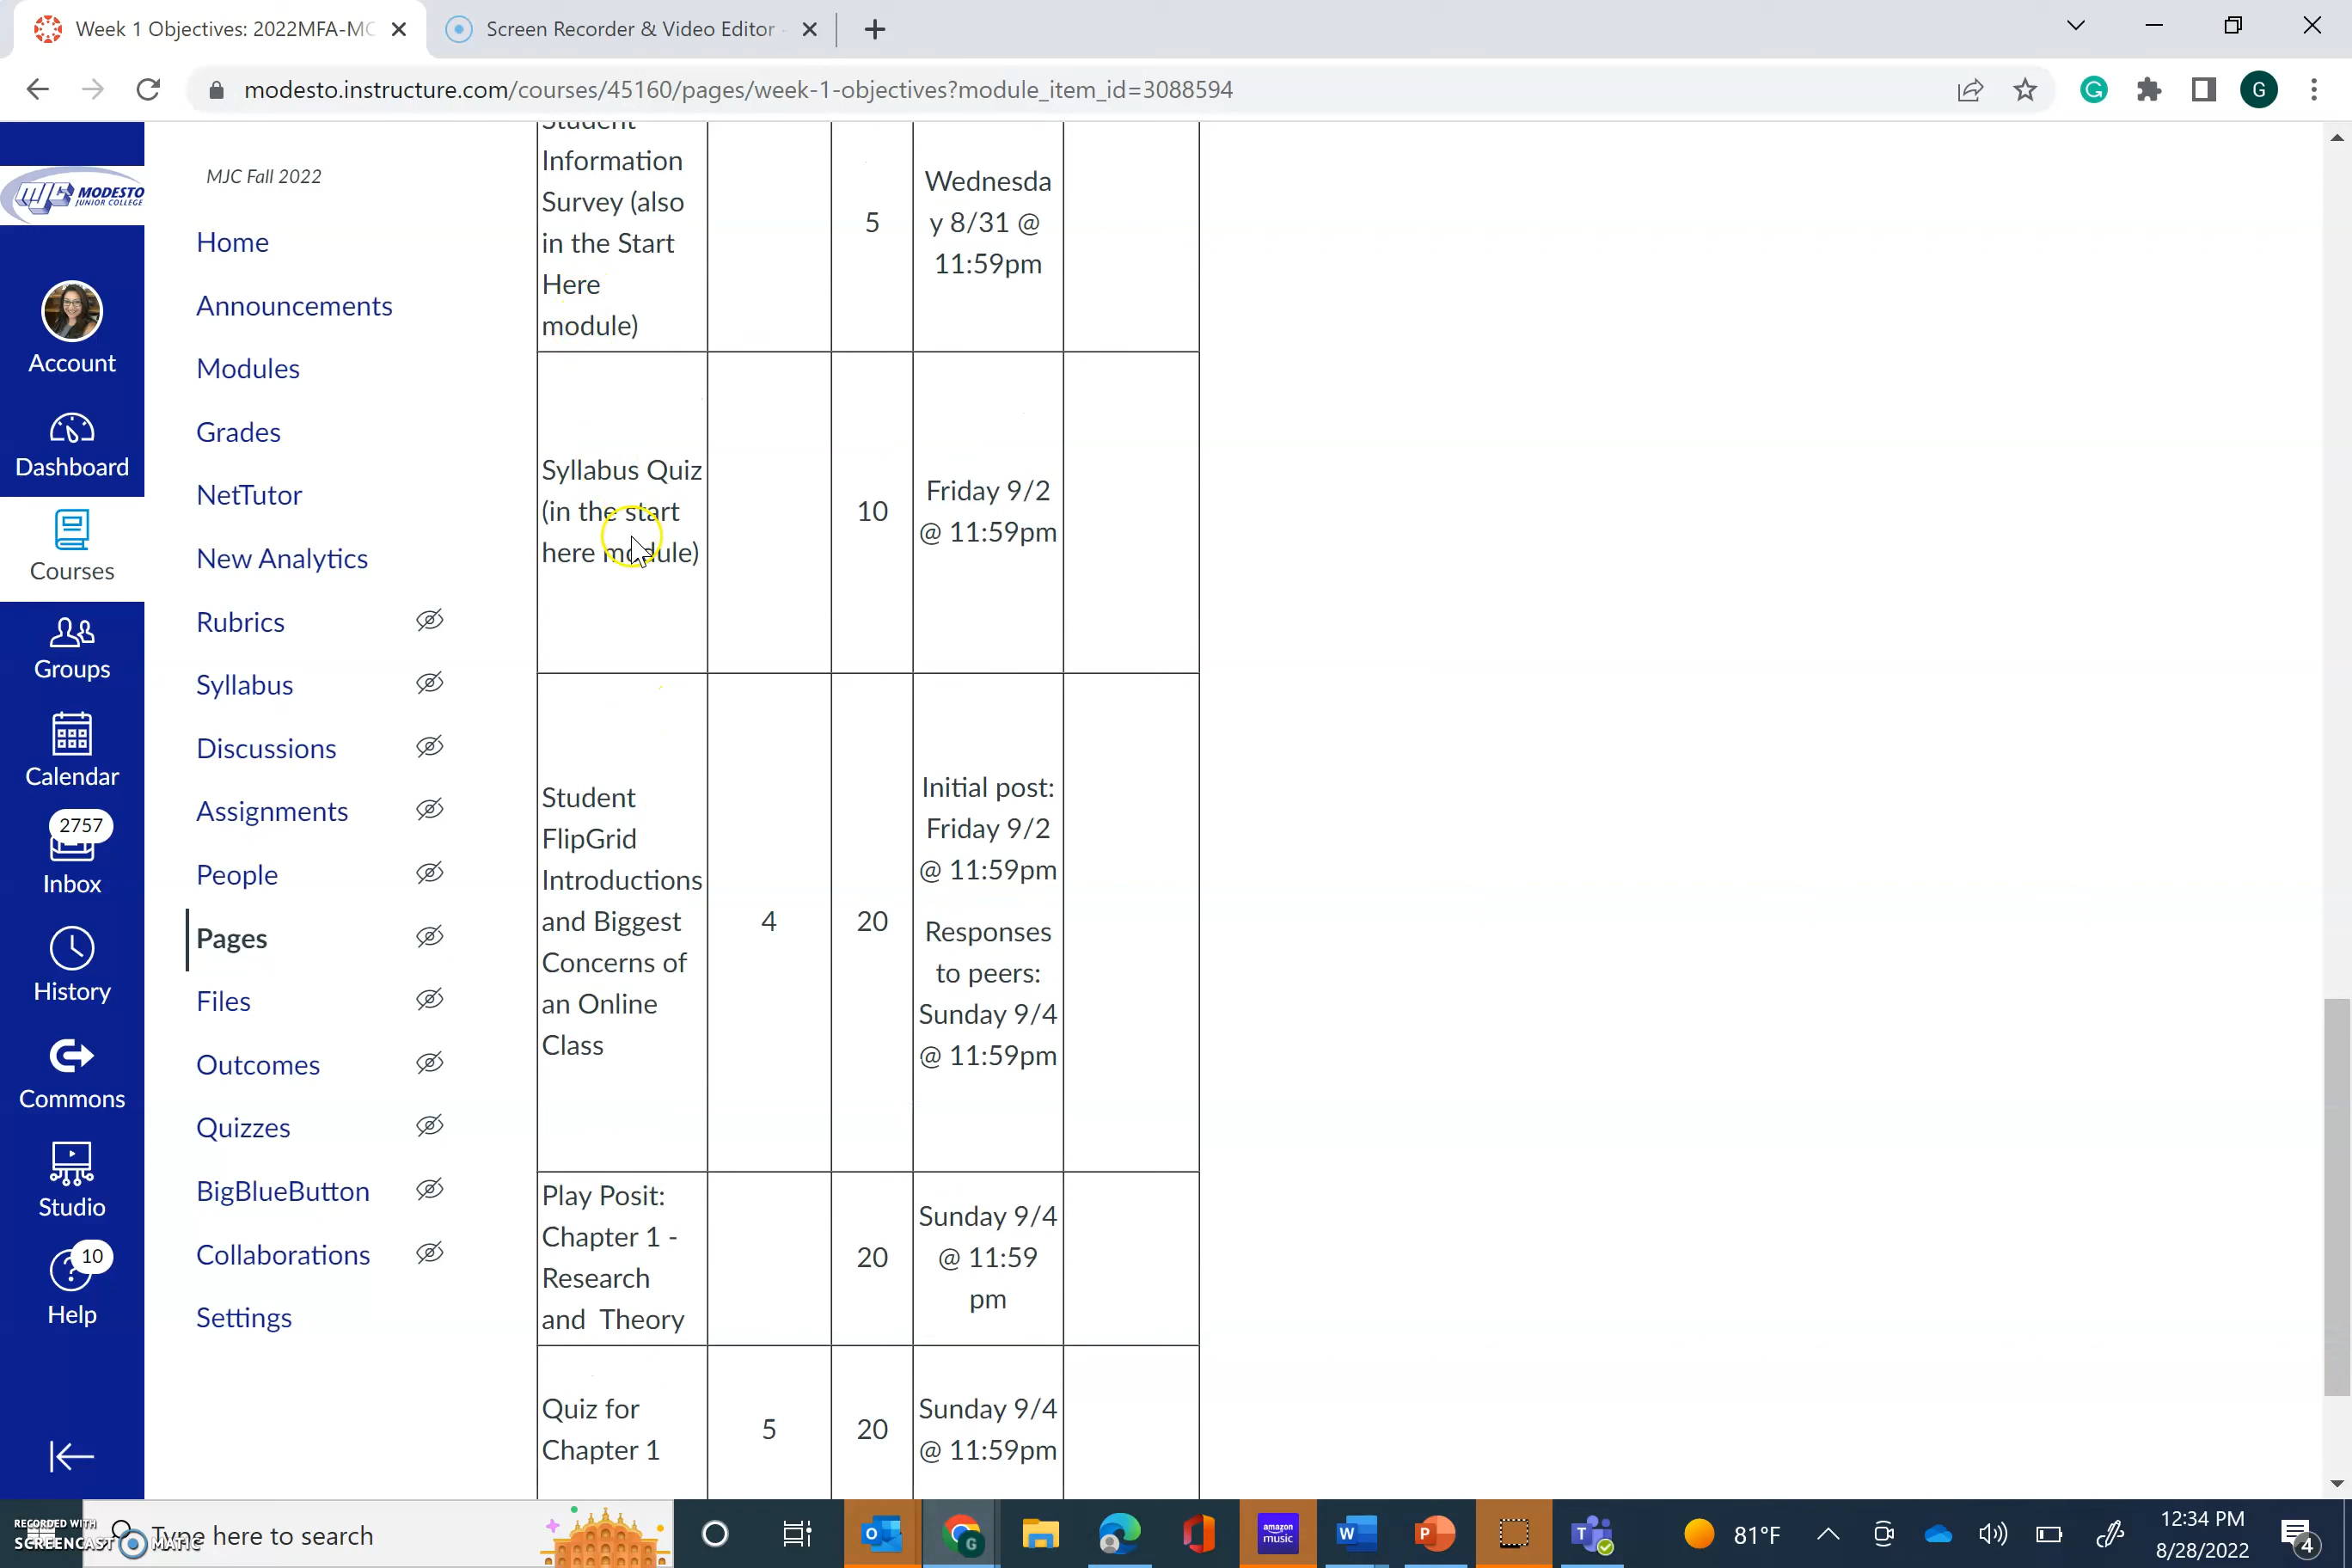 Week 1 Objectives: 2022MFA-MC
Screen Recorder & Video Editor
modesto.instructure.com/courses/45160/pages/week-1-objectives?module_item_id=3088594
G
MJC MODESTO
JUNIOR COLLEGE
Account
Dashboard
Courses
Groups
Calendar
2757
Inbox
History
Commons
Studio
10
Help
MJC Fall 2022
Home
Announcements
Modules
Grades
NetTutor
New Analytics
Rubrics
Syllabus
Discussions
Assignments
People
Pages
Files
Outcomes
Quizzes
BigBlueButton
Collaborations
Settings
Student
Information
Survey (also
in the Start
Here
module)
5
Wednesda
y 8/31 @
11:59pm
Syllabus Quiz
(in the start
here module)
10
Friday 9/2
@ 11:59pm
Student
FlipGrid
Introductions
and Biggest
Concerns of
an Online
Class
4
20
Initial post:
Friday 9/2
@ 11:59pm
Responses
to peers:
Sunday 9/4
@ 11:59pm
Play Posit:
Chapter 1 -
Research
and Theory
20
Sunday 9/4
@ 11:59
pm
Quiz for
Chapter 1
5
20
Sunday 9/4
@ 11:59pm
RECORDED WITH
SCREENCAST MATIC
Type here to search
amazon
music
81°F
12:34 PM
8/28/2022
4